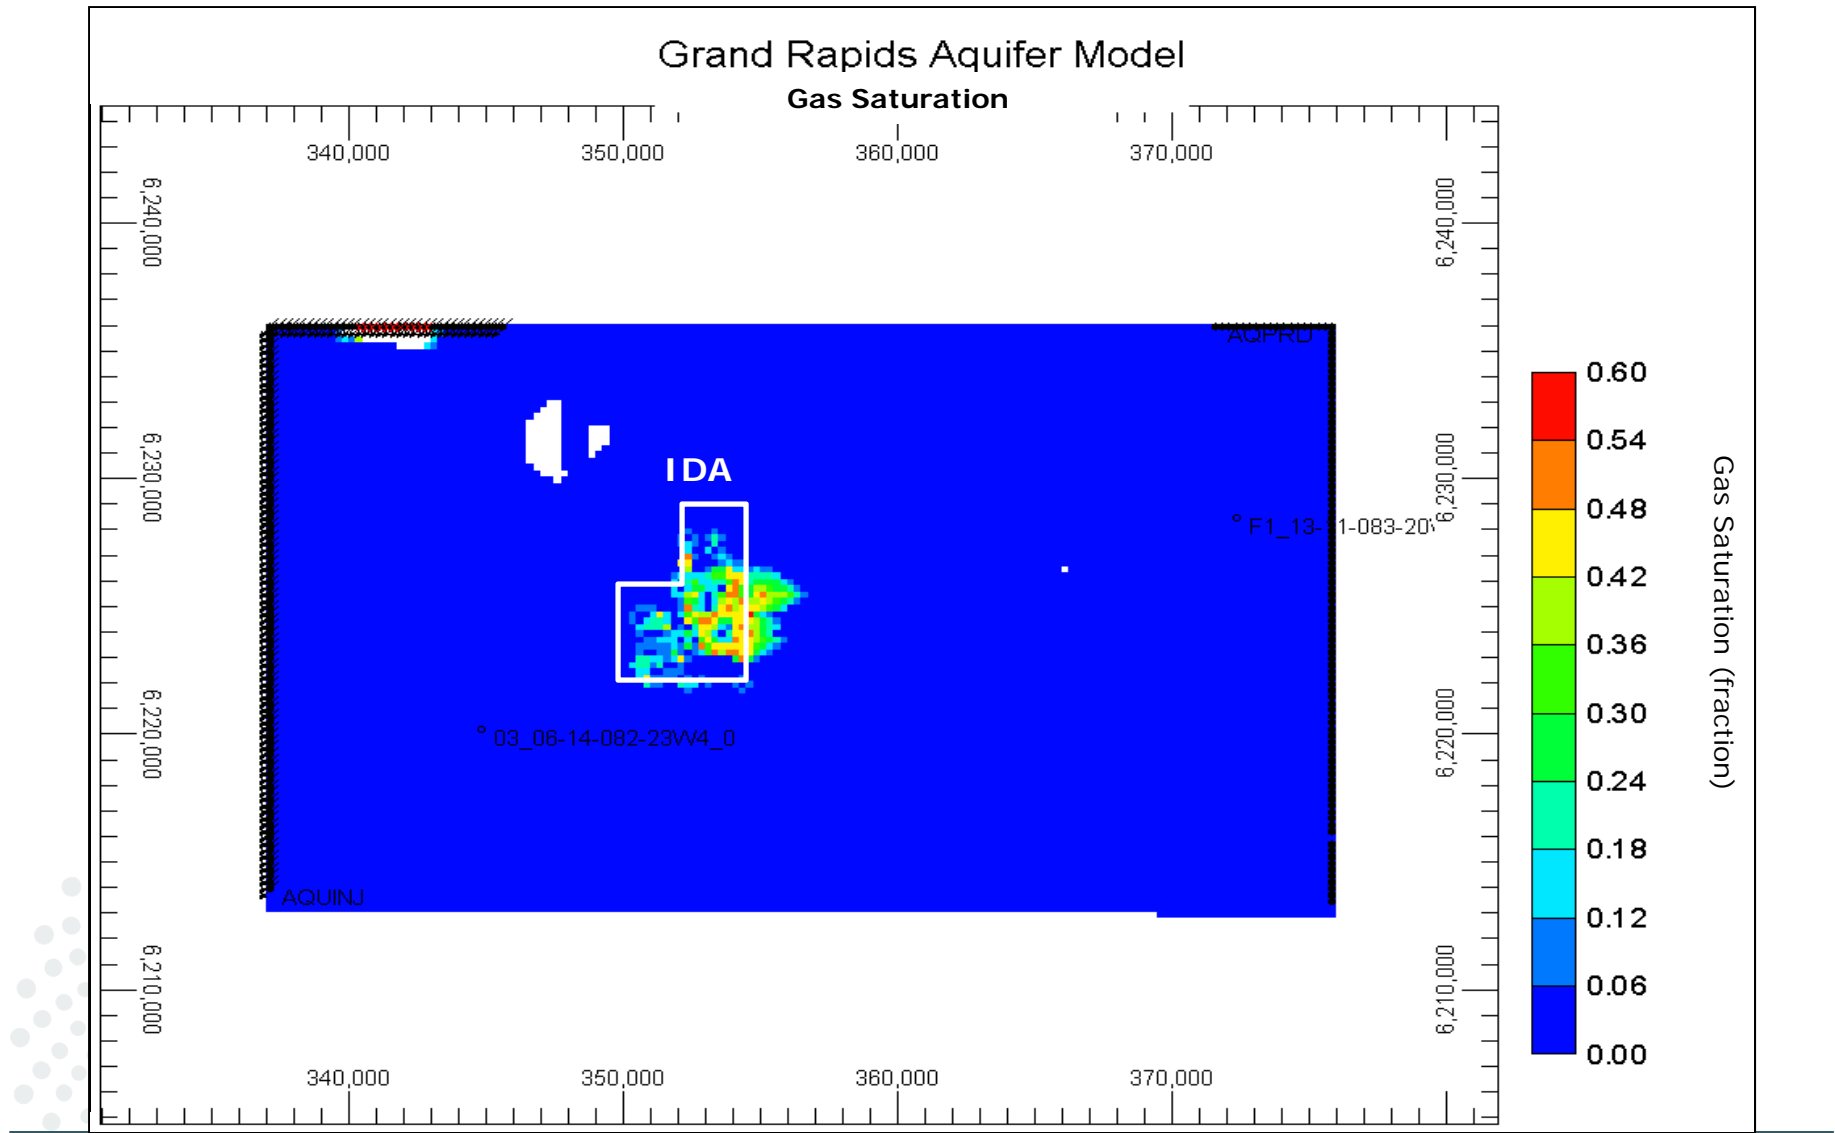 Grand Rapids Aquifer Model
Gas Saturation
340,000 350,000 360,000 370,000
6,240,000 6,240,000
AQPRD
6,230,000 6,230,000
IDA
F1_13-11-083-20
6,220,000 6,220,000
03_06-14-082-23W4_0
AQUINJ
6,210,000 6,210,000
340,000 350,000 360,000 370,000
0.60
0.54
0.48
0.42
0.36
0.30
0.24
0.18
0.12
0.06
0.00
Gas Saturation (fraction)